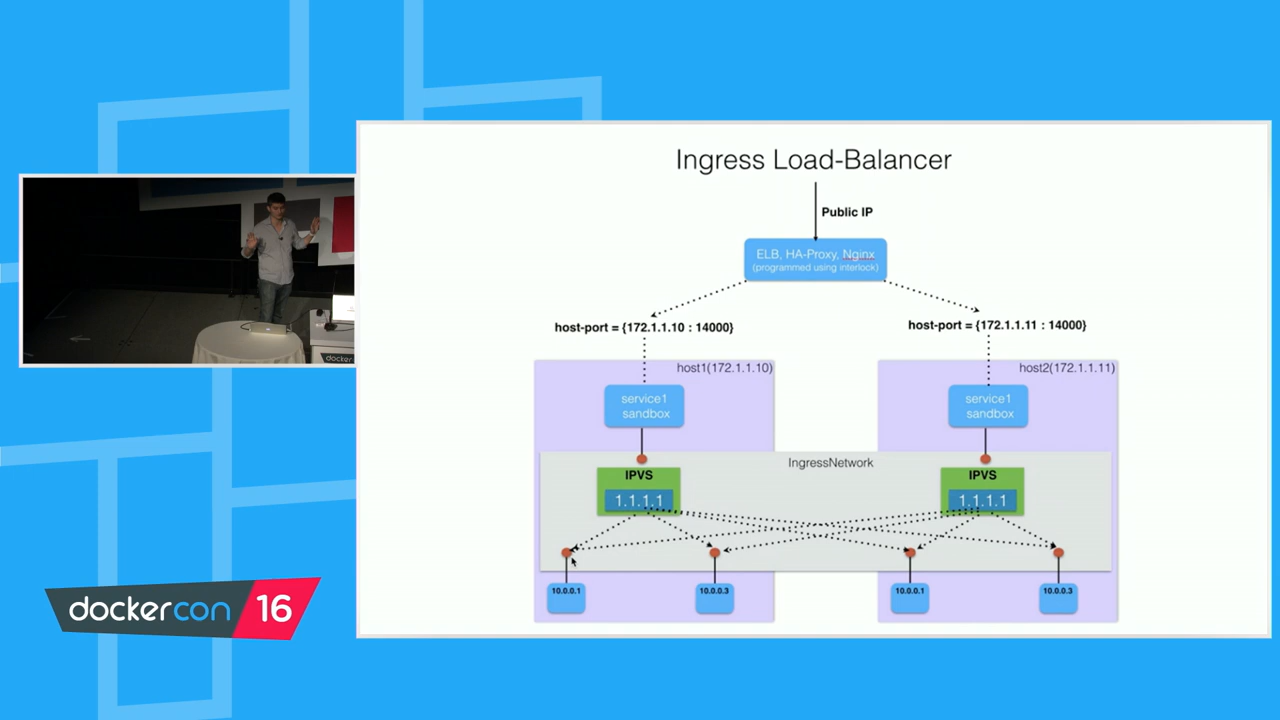 Ingress Load-Balancer
Public IP
ELB, HA-Proxy, Nginx
(programmed using interlock)
host-port = {172.1.1.10 : 14000}
host-port = {172.1.1.11 : 14000}
host1(172.1.1.10)
host2(172.1.1.11)
service1
sandbox
service1
sandbox
IngressNetwork
IPVS
1.1.1.1
IPVS
1.1.1.1
10.0.0.1
10.0.0.3
10.0.0.1
10.0.0.3
docker
dockercon 16